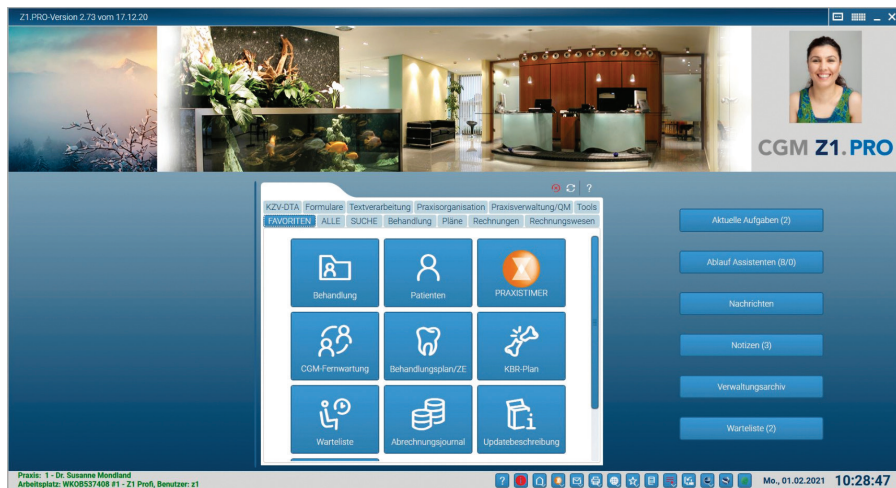 Z1.PRO-Version 2.73 vom 17.12.20
CGM Z1.PRO
?
KZV-DTA Formulare Textverarbeitung Praxisorganisation Praxisverwaltung/QM Tools
FAVORITEN ALLE SUCHE Behandlung Pläne Rechnungen Rechnungswesen
Behandlung
Patienten
PRAXISTIMER
CGM-Fernwartung
Behandlungsplan/ZE
KBR-Plan
Warteliste
Abrechnungsjournal
Updatebeschreibung
Aktuelle Aufgaben (2)
Ablauf Assistenten (8/0)
Nachrichten
Notizen (3)
Verwaltungsarchiv
Warteliste (2)
Praxis: 1 - Dr. Susanne Mondland
Arbeitsplatz: WKOB537408 #1 - Z1 Profi, Benutzer: z1
?
Mo., 01.02.2021 10:28:47